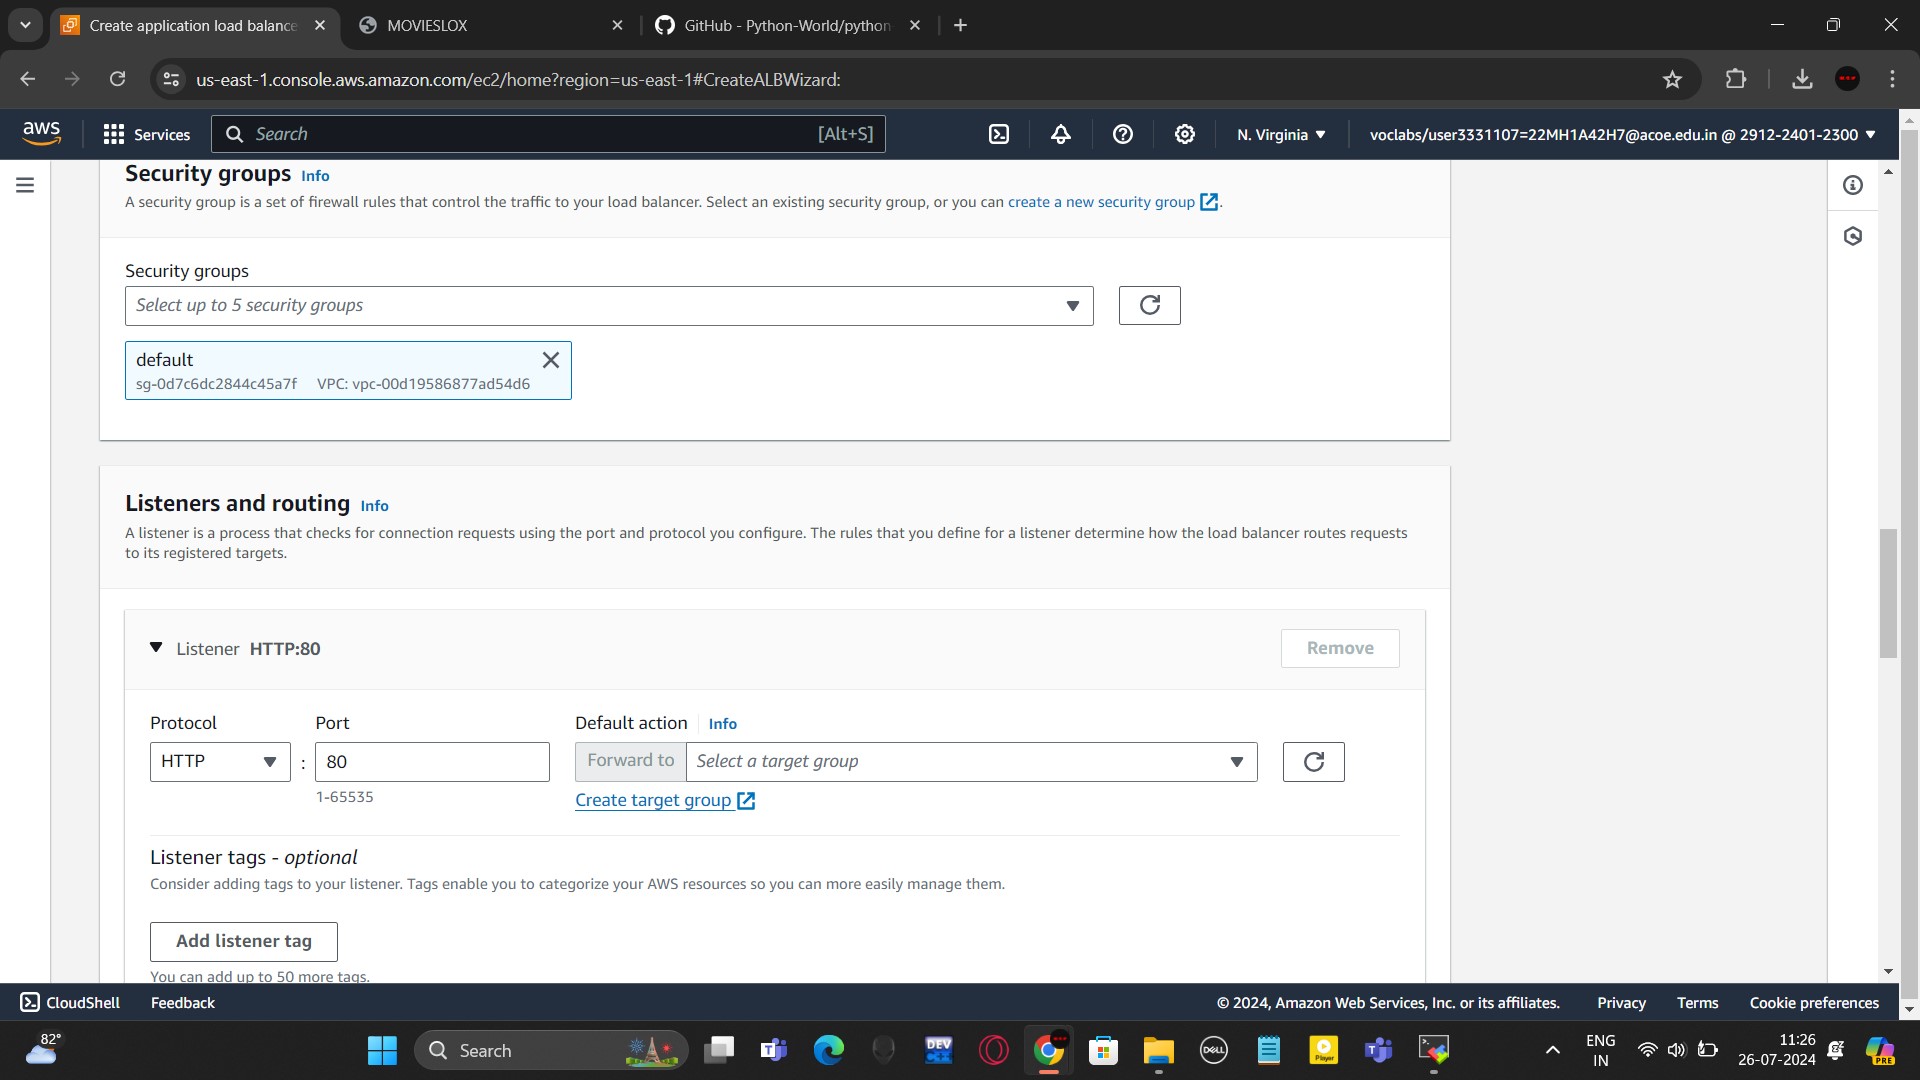 Create application load balance
MOVIESLOX
GitHub - Python-World/python
us-east-1.console.aws.amazon.com/ec2/home?region=us-east-1#CreateALBWizard:
aws
Services
Search
[Alt+S]
N. Virginia
voclabs/user3331107=22MH1A42H7@acoe.edu.in @ 2912-2401-2300
Security groups Info
A security group is a set of firewall rules that control the traffic to your load balancer. Select an existing security group, or you can create a new security group .
Security groups
Select up to 5 security groups
default
sg-0d7c6dc2844c45a7f VPC: vpc-00d19586877ad54d6
Listeners and routing Info
A listener is a process that checks for connection requests using the port and protocol you configure. The rules that you define for a listener determine how the load balancer routes requests
to its registered targets.
Listener HTTP:80
Remove
Protocol Port Default action Info
HTTP : 80 Forward to Select a target group
1-65535 Create target group
Listener tags - optional
Consider adding tags to your listener. Tags enable you to categorize your AWS resources so you can more easily manage them.
Add listener tag
You can add up to 50 more tags.
CloudShell Feedback © 2024, Amazon Web Services, Inc. or its affiliates. Privacy Terms Cookie preferences
82°
Search
DEV
C++
DELL
Player
ENG
IN
11:26
26-07-2024
PRE